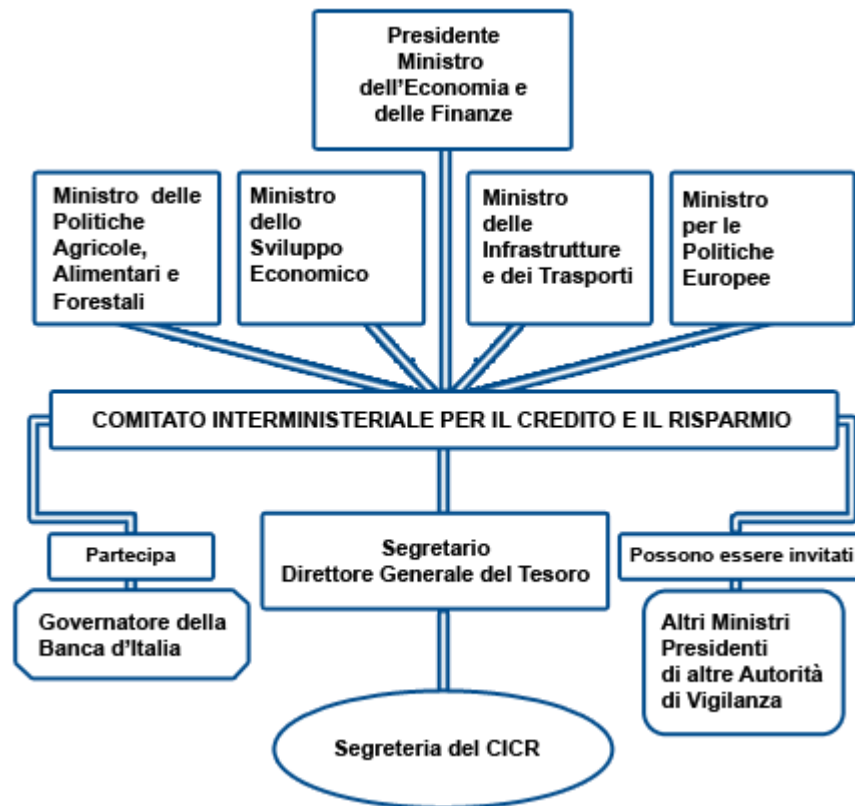 Presidente
Ministro
dell'Economia e
delle Finanze
Ministro delle
Politiche
Agricole,
Alimentari e
Forestali
Ministro
dello
Sviluppo
Economico
Ministro
delle
Infrastrutture
e dei Trasporti
Ministro
per le
Politiche
Europee
COMITATO INTERMINISTERIALE PER IL CREDITO E IL RISPARMIO
Partecipa
Governatore della
Banca d'Italia
Segretario
Direttore Generale del Tesoro
Possono essere invitati
Altri Ministri
Presidenti
di altre Autorità
di Vigilanza
Segreteria del CICR